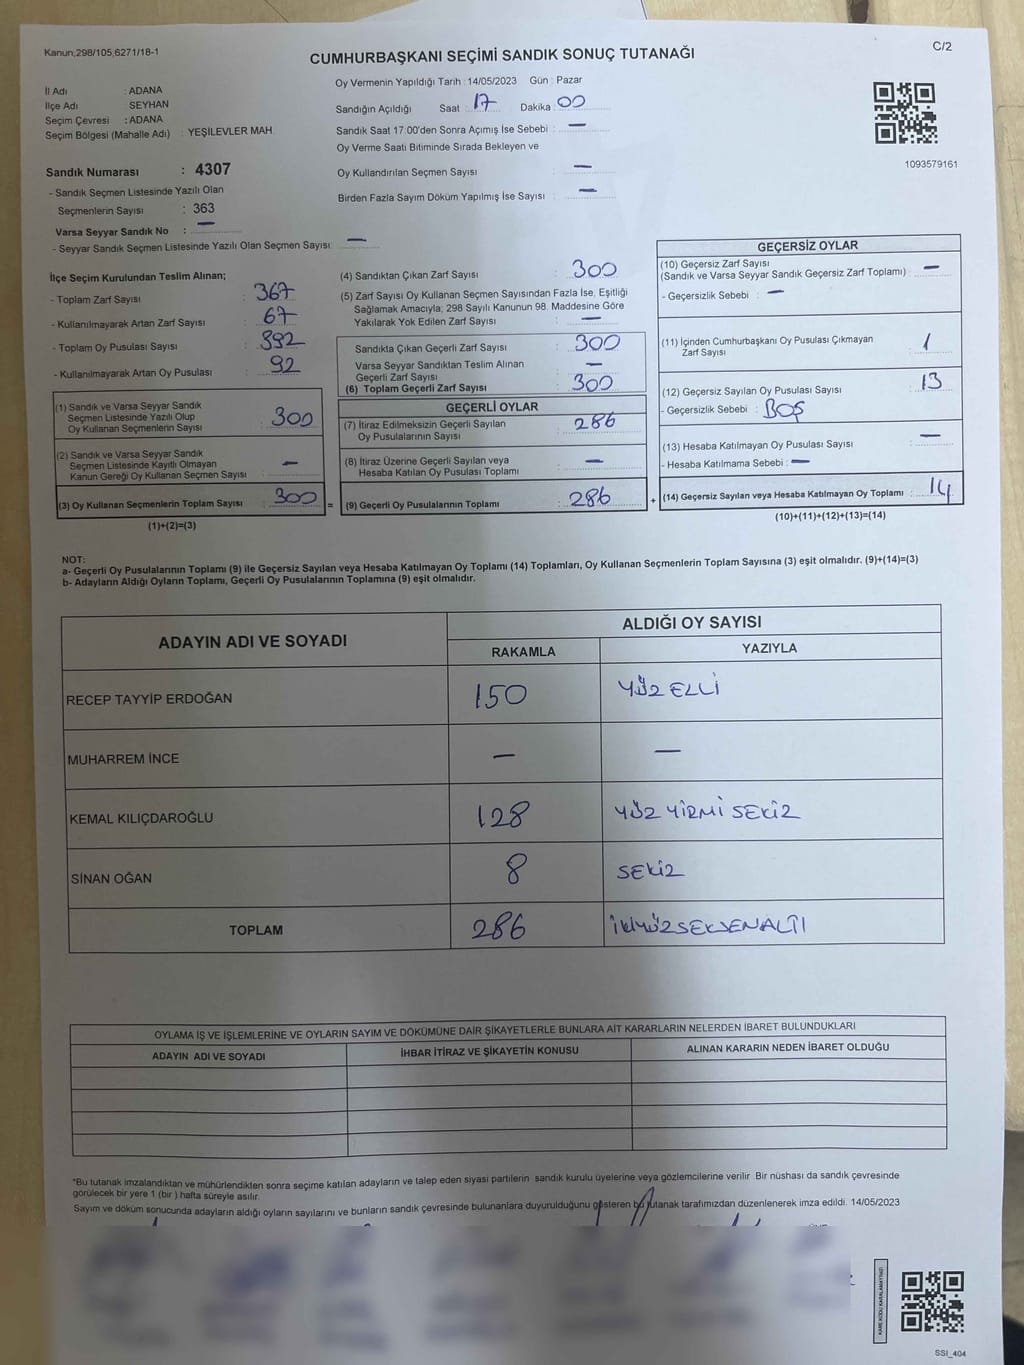 Kanun;298/105,6271/18-1
C/2
CUMHURBAŞKANI SEÇİMİ SANDIK SONUÇ TUTANAĞI
İl Adı : ADANA
İlçe Adı SEYHAN
Seçim Çevresi : ADANA
Seçim Bölgesi (Mahalle Adı) : YEŞİLEVLER MAH.
Oy Vermenin Yapıldığı Tarih : 14/05/2023 Gün : Pazar
Sandığın Açıldığı Saat : 17 Dakika : 00
Sandık Saat 17:00'den Sonra Açımış İse Sebebi : —
Oy Verme Saati Bitiminde Sırada Bekleyen ve
Oy Kullandırılan Seçmen Sayısı : —
Birden Fazla Sayım Döküm Yapılmış İse Sayısı : —
1093579161
Sandık Numarası : 4307
- Sandık Seçmen Listesinde Yazılı Olan
Seçmenlerin Sayısı : 363
Varsa Seyyar Sandık No : —
- Seyyar Sandık Seçmen Listesinde Yazılı Olan Seçmen Sayısı: —
İlçe Seçim Kurulundan Teslim Alınan;
- Toplam Zarf Sayısı : 367
- Kullanılmayarak Artan Zarf Sayısı : 67
- Toplam Oy Pusulası Sayısı : 392
- Kullanılmayarak Artan Oy Pusulası : 92
(1) Sandık ve Varsa Seyyar Sandık
Seçmen Listesinde Yazılı Olup
Oy Kullanan Seçmenlerin Sayısı : 300
(2) Sandık ve Varsa Seyyar Sandık
Seçmen Listesinde Kayıtlı Olmayan
Kanun Gereği Oy Kullanan Seçmen Sayısı : —
(3) Oy Kullanan Seçmenlerin Toplam Sayısı : 300 =
(1)+(2)=(3)
(4) Sandıktan Çıkan Zarf Sayısı : 300
(5) Zarf Sayısı Oy Kullanan Seçmen Sayısından Fazla İse, Eşitliği
Sağlamak Amacıyla; 298 Sayılı Kanunun 98. Maddesine Göre
Yakılarak Yok Edilen Zarf Sayısı : —
Sandıkta Çıkan Geçerli Zarf Sayısı : 300
Varsa Seyyar Sandıktan Teslim Alınan
Geçerli Zarf Sayısı : —
(6) Toplam Geçerli Zarf Sayısı : 300
GEÇERLİ OYLAR
(7) İtiraz Edilmeksizin Geçerli Sayılan
Oy Pusulalarının Sayısı : 286
(8) İtiraz Üzerine Geçerli Sayılan veya
Hesaba Katılan Oy Pusulası Toplamı : —
(9) Geçerli Oy Pusulalarının Toplamı : 286 +
GEÇERSİZ OYLAR
(10) Geçersiz Zarf Sayısı
(Sandık ve Varsa Seyyar Sandık Geçersiz Zarf Toplamı) : —
- Geçersizlik Sebebi : —
(11) İçinden Cumhurbaşkanı Oy Pusulası Çıkmayan
Zarf Sayısı : 1
(12) Geçersiz Sayılan Oy Pusulası Sayısı : 13
- Geçersizlik Sebebi : BOŞ
(13) Hesaba Katılmayan Oy Pusulası Sayısı : —
- Hesaba Katılmama Sebebi : —
(14) Geçersiz Sayılan veya Hesaba Katılmayan Oy Toplamı : 14
(10)+(11)+(12)+(13)=(14)
NOT:
a- Geçerli Oy Pusulalarının Toplamı (9) ile Geçersiz Sayılan veya Hesaba Katılmayan Oy Toplamı (14) Toplamları, Oy Kullanan Seçmenlerin Toplam Sayısına (3) eşit olmalıdır. (9)+(14)=(3)
b- Adayların Aldığı Oyların Toplamı, Geçerli Oy Pusulalarının Toplamına (9) eşit olmalıdır.
ADAYIN ADI VE SOYADI
ALDIĞI OY SAYISI
RAKAMLA YAZIYLA
RECEP TAYYİP ERDOĞAN 150 YÜZ ELLİ
MUHARREM İNCE — —
KEMAL KILIÇDAROĞLU 128 YÜZ YİRMİ SEKİZ
SİNAN OĞAN 8 SEKİZ
TOPLAM 286 İKİYÜZSEKSENALTI
OYLAMA İŞ VE İŞLEMLERİNE VE OYLARIN SAYIM VE DÖKÜMÜNE DAİR ŞİKAYETLERLE BUNLARA AİT KARARLARIN NELERDEN İBARET BULUNDUKLARI
ADAYIN ADI VE SOYADI İHBAR İTİRAZ VE ŞİKAYETİN KONUSU ALINAN KARARIN NEDEN İBARET OLDUĞU
*Bu tutanak imzalandıktan ve mühürlendikten sonra seçime katılan adayların ve talep eden siyasi partilerin sandık kurulu üyelerine veya gözlemcilerine verilir. Bir nüshası da sandık çevresinde
görülecek bir yere 1 (bir ) hafta süreyle asılır.
Sayım ve döküm sonucunda adayların aldığı oyların sayılarını ve bunların sandık çevresinde bulunanlara duyurulduğunu gösteren bu tutanak tarafımızdan düzenlenerek imza edildi. 14/05/2023
KARE KODU KARALAMAYINIZ!
SSI_404